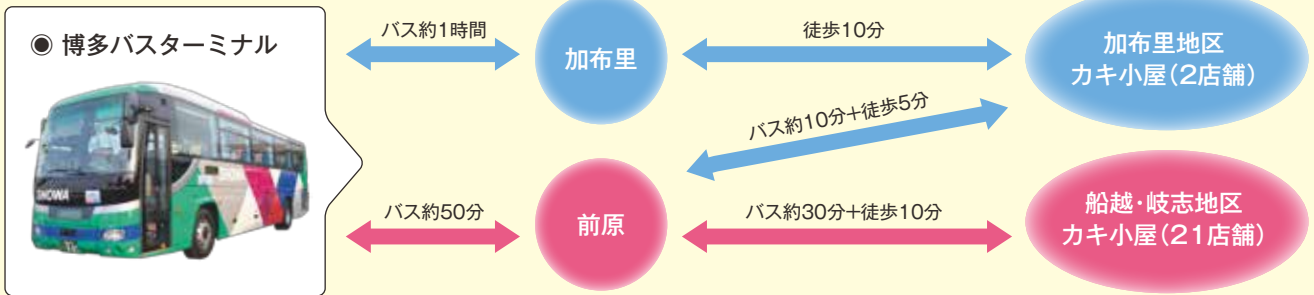 ◉ 博多バスターミナル
SHOWA
バス約1時間
加布里
徒歩10分
加布里地区
カキ小屋(2店舗)
バス約10分+徒歩5分
バス約50分
前原
バス約30分+徒歩10分
船越・岐志地区
カキ小屋(21店舗)